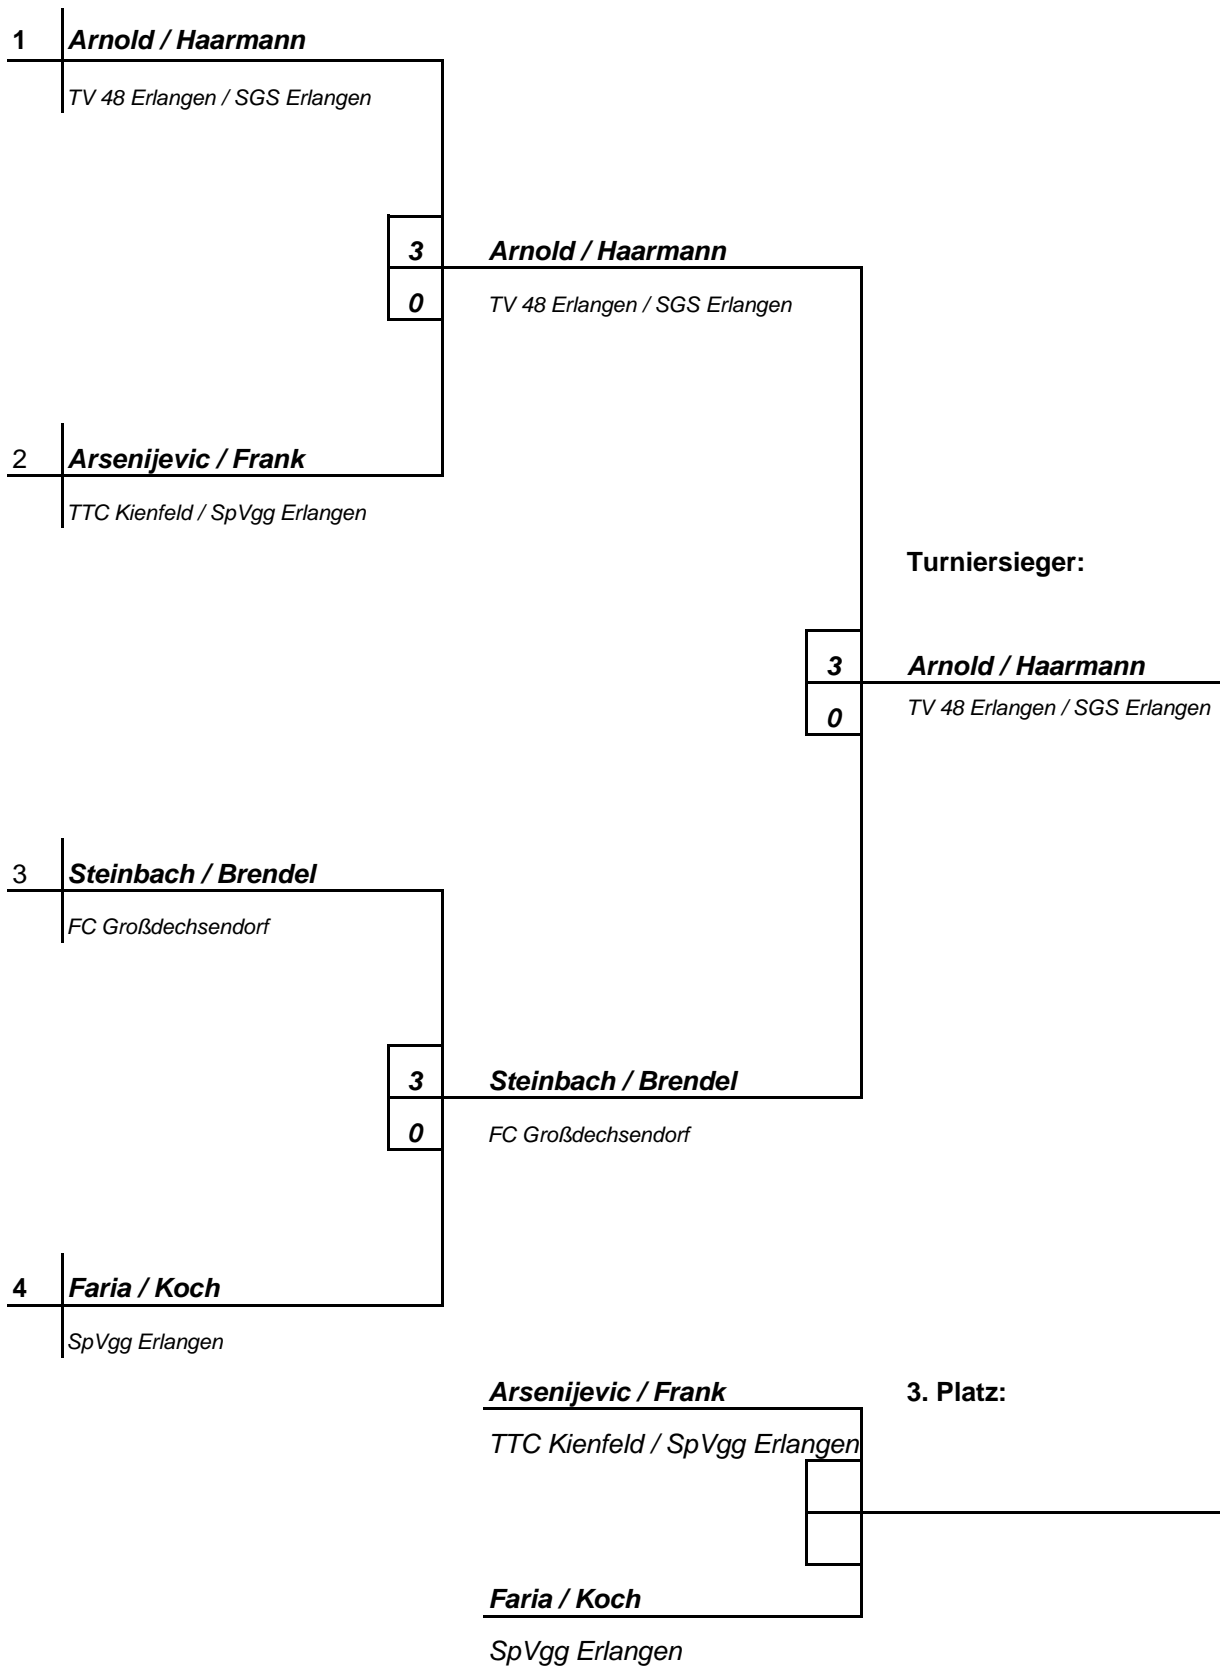 1 Arnold / Haarmann
TV 48 Erlangen / SGS Erlangen
3 Arnold / Haarmann
0 TV 48 Erlangen / SGS Erlangen
2 Arsenijevic / Frank
TTC Kienfeld / SpVgg Erlangen
Turniersieger:
3 Arnold / Haarmann
0 TV 48 Erlangen / SGS Erlangen
3 Steinbach / Brendel
FC Großdechsendorf
3 Steinbach / Brendel
0 FC Großdechsendorf
4 Faria / Koch
SpVgg Erlangen
Arsenijevic / Frank 3. Platz:
TTC Kienfeld / SpVgg Erlangen
Faria / Koch
SpVgg Erlangen